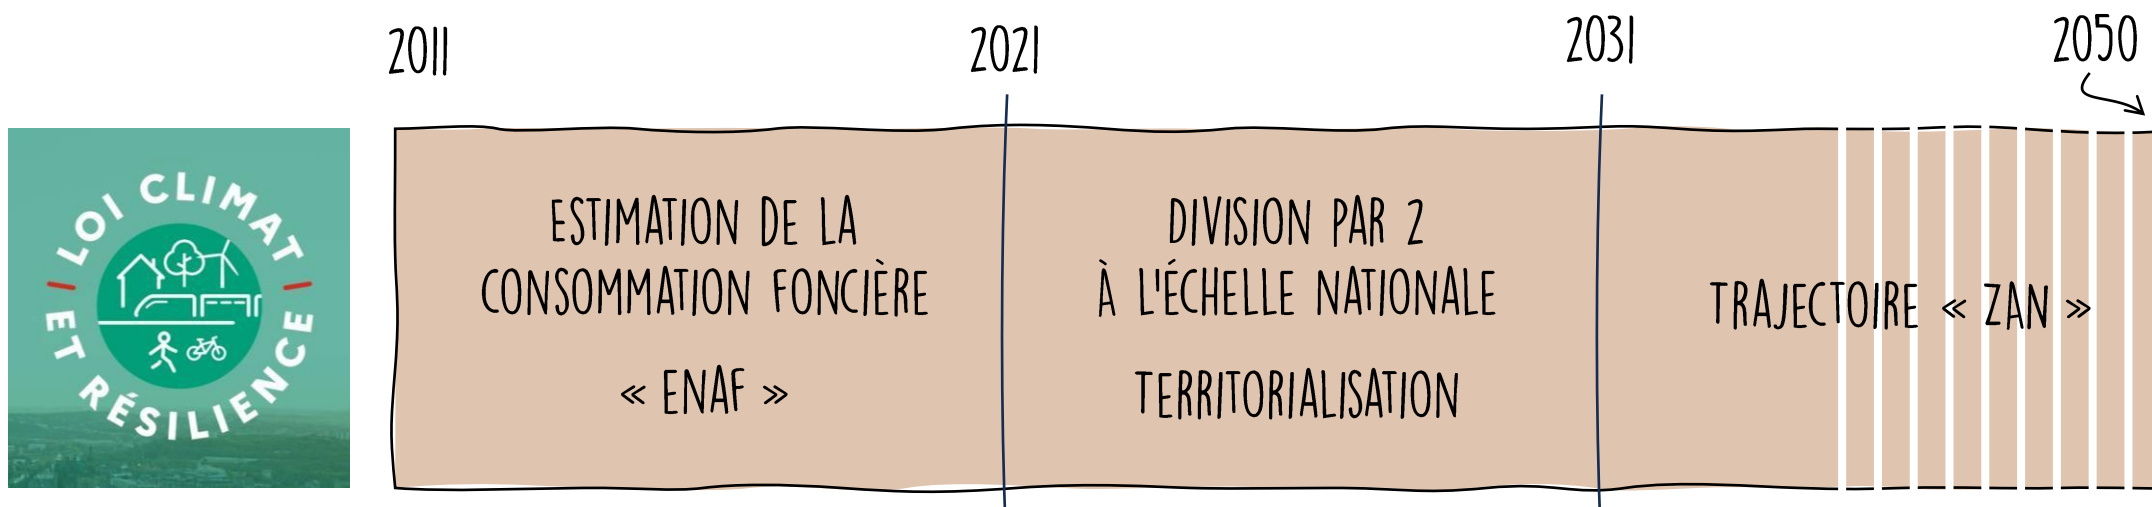 2011
2021
2031
2050
LOI CLIMAT
ET RÉSILIENCE
ESTIMATION DE LA
CONSOMMATION FONCIÈRE
« ENAF »
DIVISION PAR 2
À L'ÉCHELLE NATIONALE
TERRITORIALISATION
TRAJECTOIRE « ZAN »